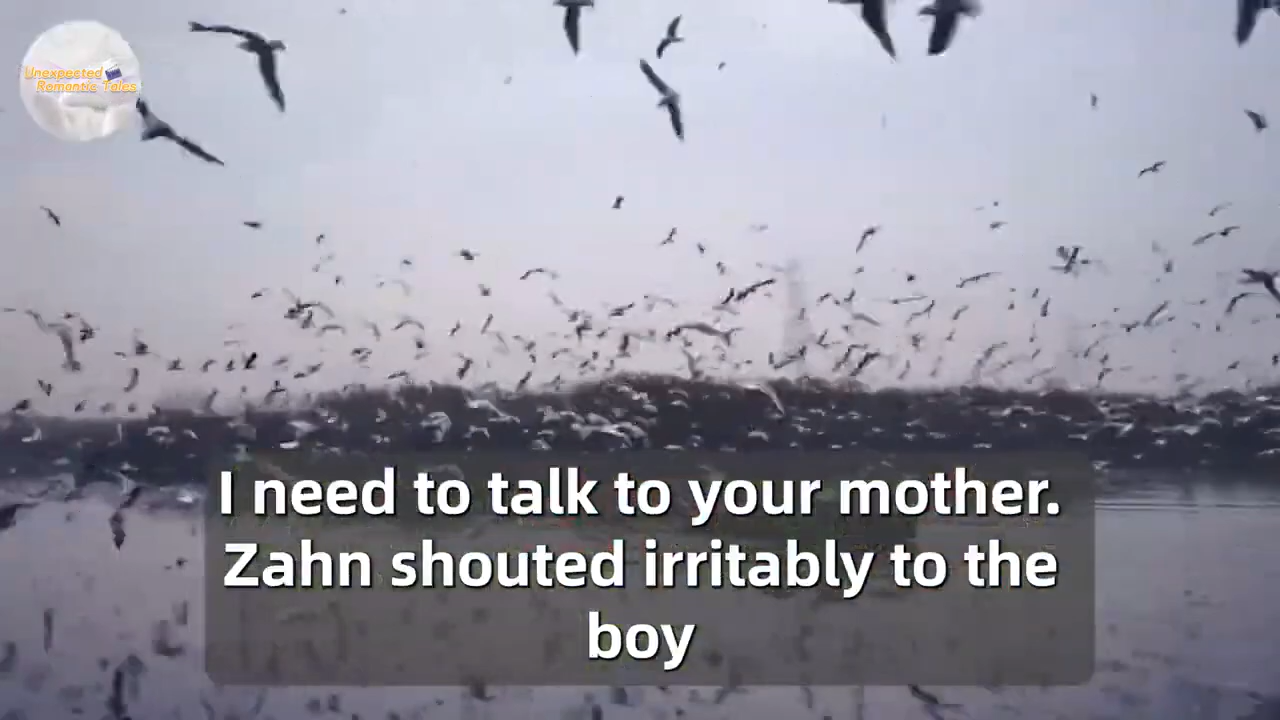 Unexpected
Romantic Tales
I need to talk to your mother.
Zahn shouted irritably to the
boy